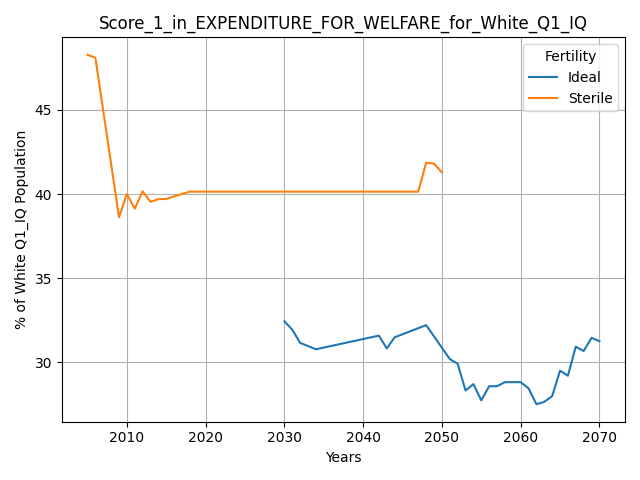 Score_1_in_EXPENDITURE_FOR_WELFARE_for_White_Q1_IQ
Fertility
Ideal
Sterile
% of White Q1_IQ Population
45
40
35
30
2010 2020 2030 2040 2050 2060 2070
Years